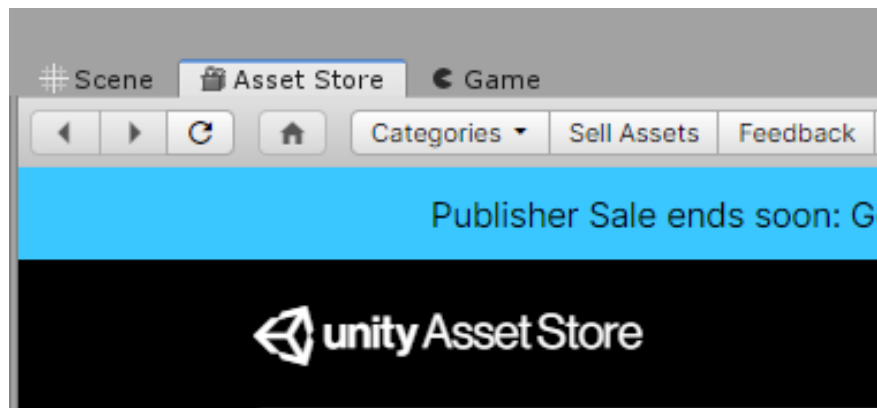 Scene Asset Store Game
Categories Sell Assets Feedback
Publisher Sale ends soon: G
unity Asset Store